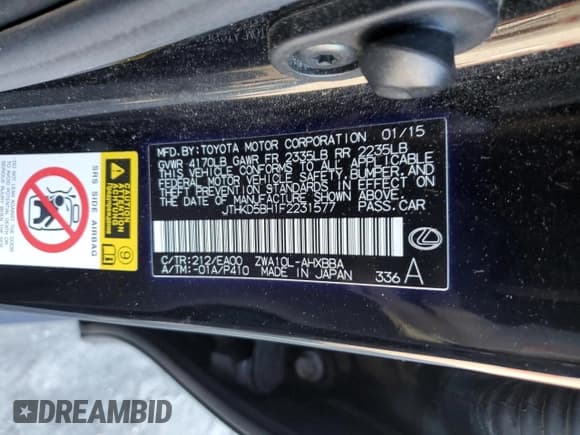 MFD. BY: TOYOTA MOTOR CORPORATION 01/15
GVWR 4170LB GAWR FR 2335LB RR 2235LB
THIS VEHICLE CONFORMS TO ALL APPLICABLE
FEDERAL MOTOR VEHICLE SAFETY, BUMPER, AND
THEFT PREVENTION STANDARDS IN EFFECT ON
THE DATE OF MANUFACTURE SHOWN ABOVE.
JTHKD5BH1F2231577 PASS. CAR
C/TR: 212/EA00 ZWA10L-AHXBBA
A/TM: -01A/P410 MADE IN JAPAN 336 A
SRS SIDE AIRBAG
9
DREAMBID